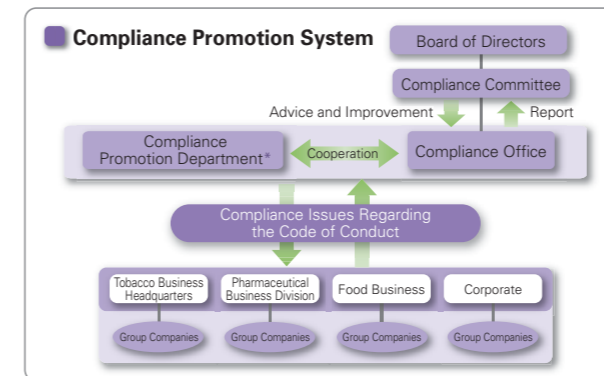 Compliance Promotion System
Board of Directors
Compliance Committee
Advice and Improvement
Report
Compliance
Promotion Department*
Cooperation
Compliance Office
Compliance Issues Regarding
the Code of Conduct
Tobacco Business
Headquarters
Pharmaceutical
Business Division
Food Business
Corporate
Group Companies
Group Companies
Group Companies
Group Companies